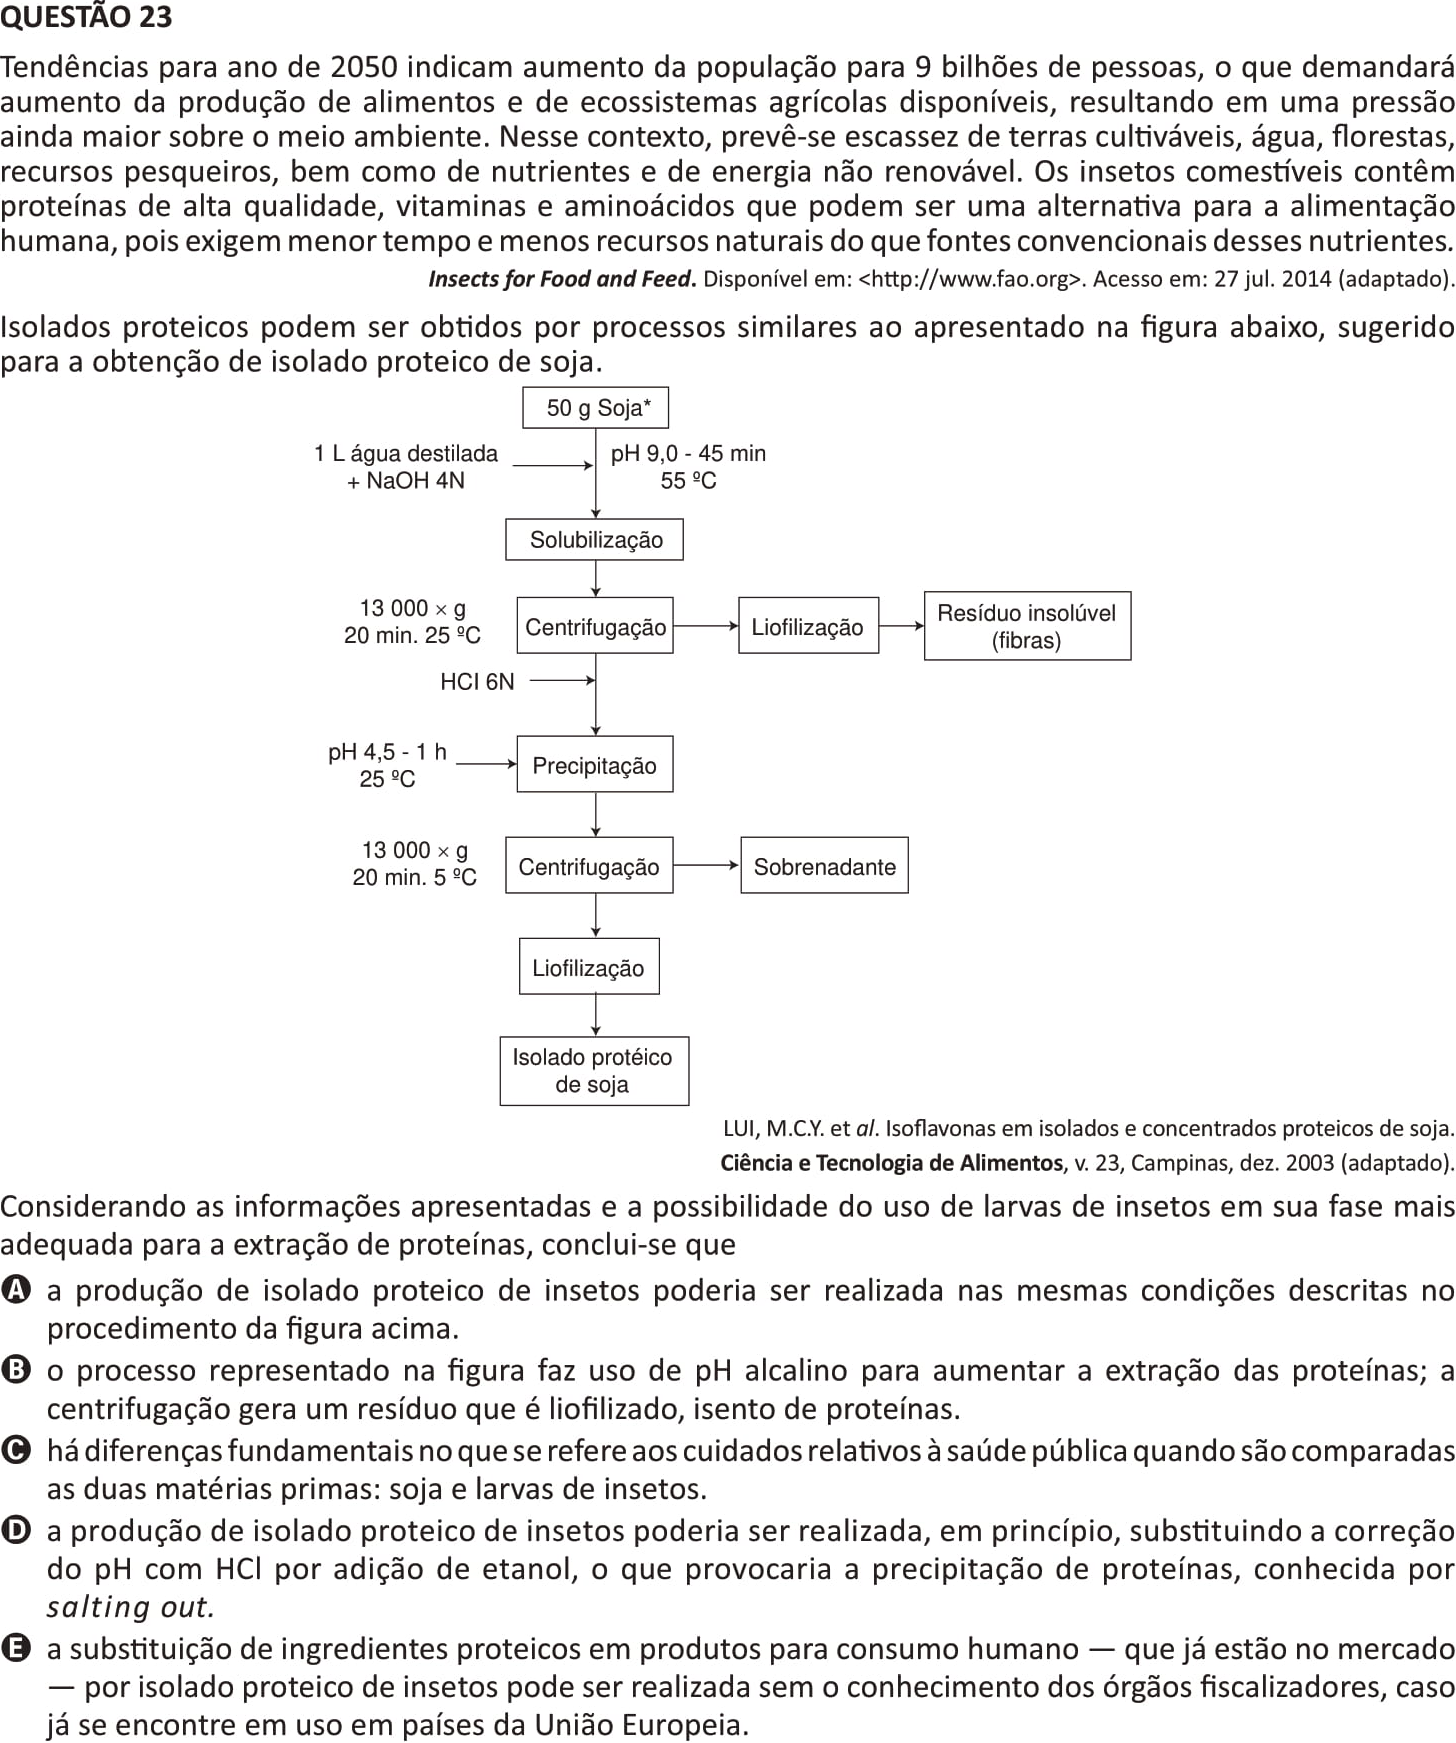 QUESTÃO 23
Tendências para ano de 2050 indicam aumento da população para 9 bilhões de pessoas, o que demandará
aumento da produção de alimentos e de ecossistemas agrícolas disponíveis, resultando em uma pressão
ainda maior sobre o meio ambiente. Nesse contexto, prevê-se escassez de terras cultiváveis, água, florestas,
recursos pesqueiros, bem como de nutrientes e de energia não renovável. Os insetos comestíveis contêm
proteínas de alta qualidade, vitaminas e aminoácidos que podem ser uma alternativa para a alimentação
humana, pois exigem menor tempo e menos recursos naturais do que fontes convencionais desses nutrientes.
Insects for Food and Feed. Disponível em: <http://www.fao.org>. Acesso em: 27 jul. 2014 (adaptado).
Isolados proteicos podem ser obtidos por processos similares ao apresentado na figura abaixo, sugerido
para a obtenção de isolado proteico de soja.
50 g Soja*
1 L água destilada
+ NaOH 4N
pH 9,0 - 45 min
55 ºC
Solubilização
13 000 × g
20 min. 25 ºC
Centrifugação
Liofilização
Resíduo insolúvel
(fibras)
HCl 6N
pH 4,5 - 1 h
25 ºC
Precipitação
13 000 × g
20 min. 5 ºC
Centrifugação
Sobrenadante
Liofilização
Isolado protéico
de soja
LUI, M.C.Y. et al. Isoflavonas em isolados e concentrados proteicos de soja.
Ciência e Tecnologia de Alimentos, v. 23, Campinas, dez. 2003 (adaptado).
Considerando as informações apresentadas e a possibilidade do uso de larvas de insetos em sua fase mais
adequada para a extração de proteínas, conclui-se que
A a produção de isolado proteico de insetos poderia ser realizada nas mesmas condições descritas no
procedimento da figura acima.
B o processo representado na figura faz uso de pH alcalino para aumentar a extração das proteínas; a
centrifugação gera um resíduo que é liofilizado, isento de proteínas.
C há diferenças fundamentais no que se refere aos cuidados relativos à saúde pública quando são comparadas
as duas matérias primas: soja e larvas de insetos.
D a produção de isolado proteico de insetos poderia ser realizada, em princípio, substituindo a correção
do pH com HCl por adição de etanol, o que provocaria a precipitação de proteínas, conhecida por
salting out.
E a substituição de ingredientes proteicos em produtos para consumo humano — que já estão no mercado
— por isolado proteico de insetos pode ser realizada sem o conhecimento dos órgãos fiscalizadores, caso
já se encontre em uso em países da União Europeia.